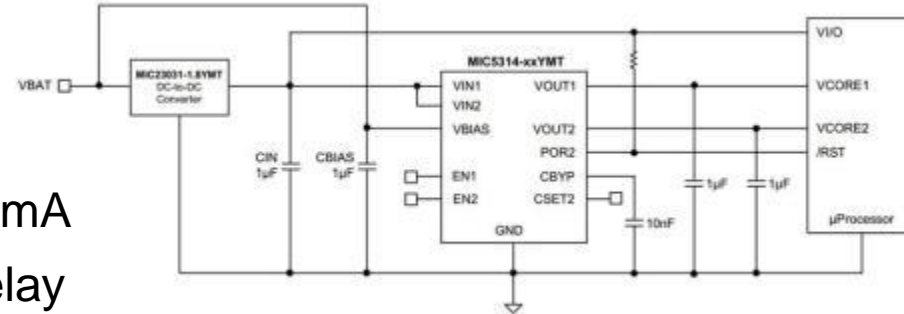 VI/O
MIC5314-xxYMT
MIC23031-1.8YMT
DC-to-DC
Converter
VBAT
VIN1
VOUT1
VCORE1
VIN2
VBIAS
VOUT2
VCORE2
POR2
/RST
CIN
1µF
CBIAS
1µF
EN1
CBYP
EN2
CSET2
1µF
1µF
mA
10nF
µProcessor
GND
elay